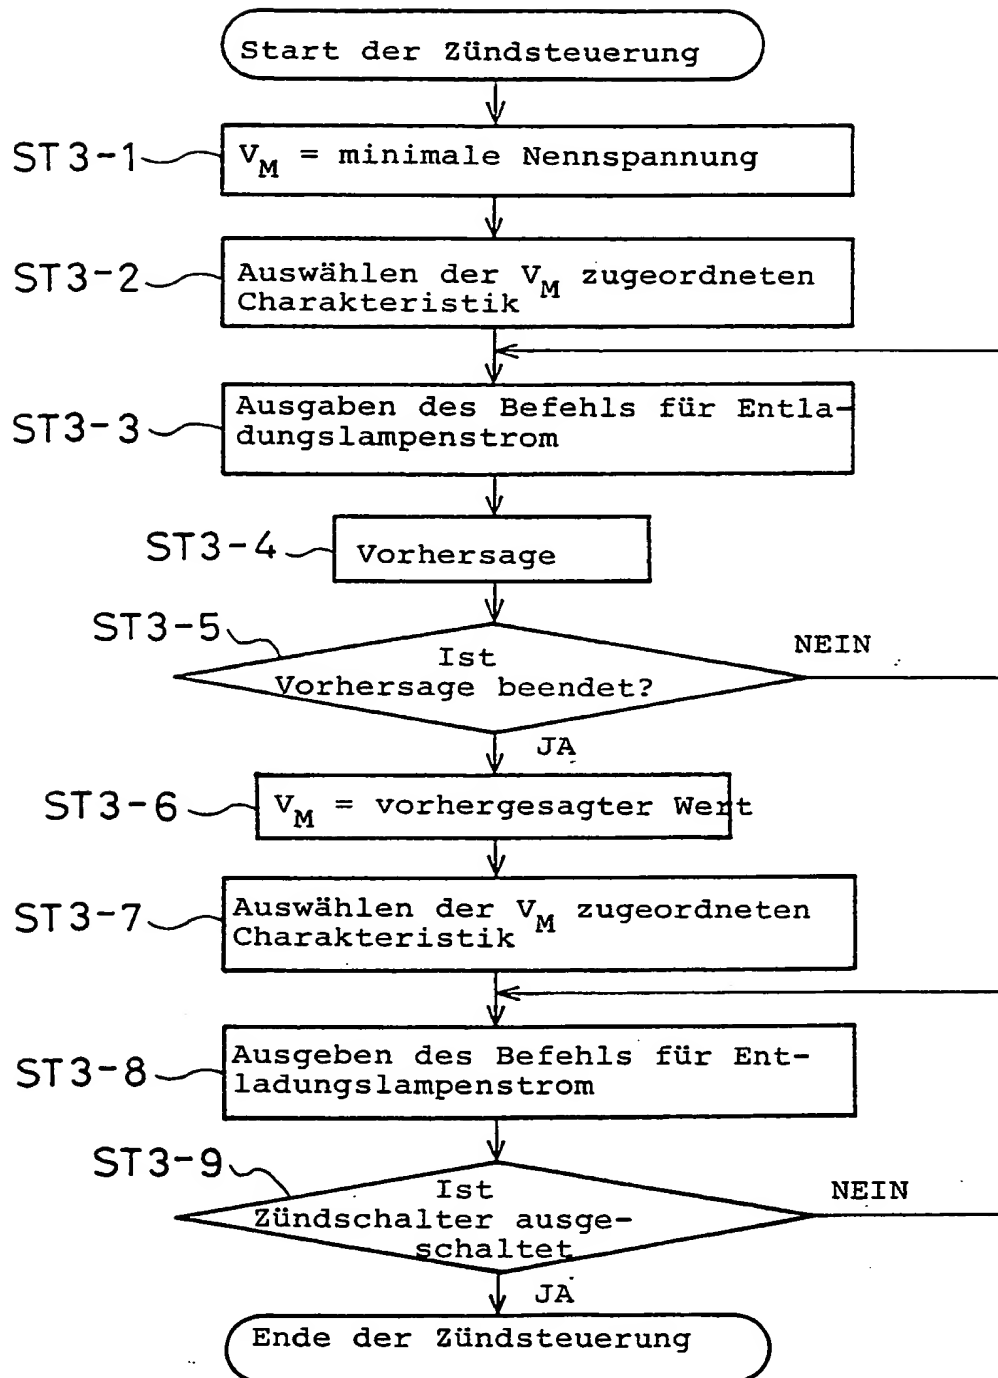 Start der Zündsteuerung
ST3-1
V_M = minimale Nennspannung
ST3-2
Auswählen der V_M zugeordneten
Charakteristik
ST3-3
Ausgaben des Befehls für Entla-
dungslampenstrom
ST3-4
Vorhersage
ST3-5
Ist
Vorhersage beendet?
NEIN
JA
ST3-6
V_M = vorhergesagter Wert
ST3-7
Auswählen der V_M zugeordneten
Charakteristik
ST3-8
Ausgeben des Befehls für Ent-
ladungslampenstrom
ST3-9
Ist
Zündschalter ausge-
schaltet
NEIN
JA
Ende der Zündsteuerung